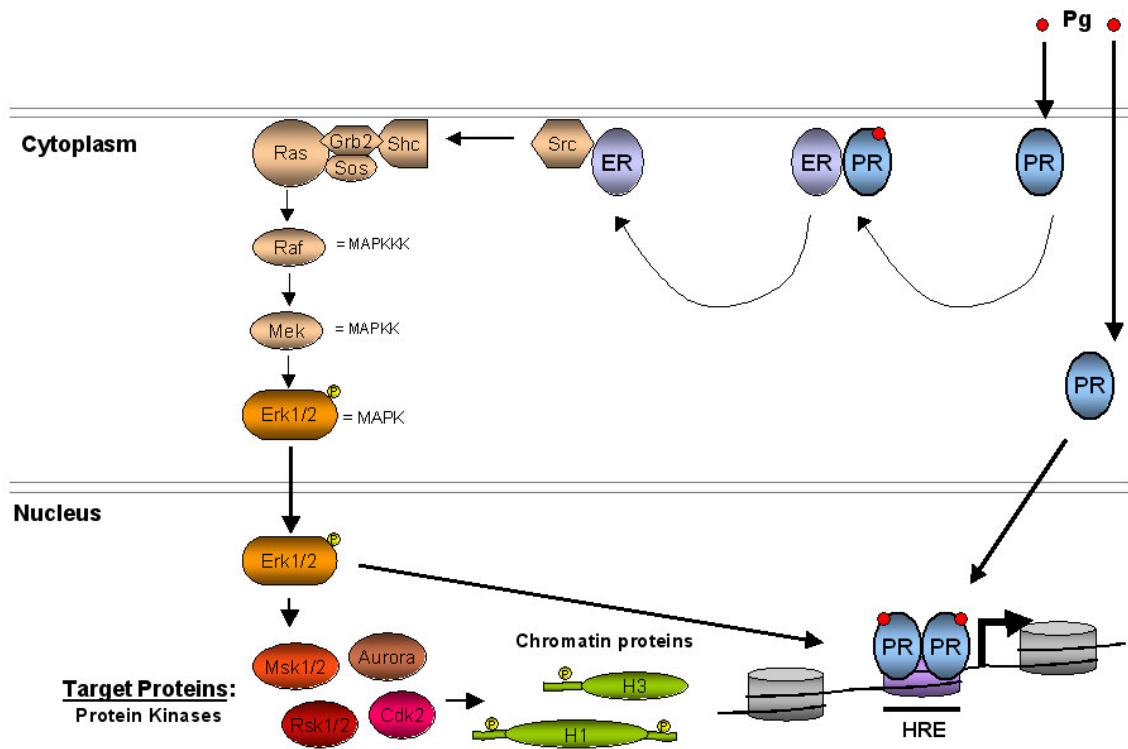 Pg
Cytoplasm
Ras
Grb2
Sos
Shc
Src
ER
ER
PR
PR
Raf
= MAPKKK
Mek
= MAPKK
P
Erk1/2
= MAPK
PR
Nucleus
P
Erk1/2
Msk1/2
Aurora
Target Proteins:
Protein Kinases
Rsk1/2
Cdk2
Chromatin proteins
P
H3
P
H1
P
PR
PR
HRE